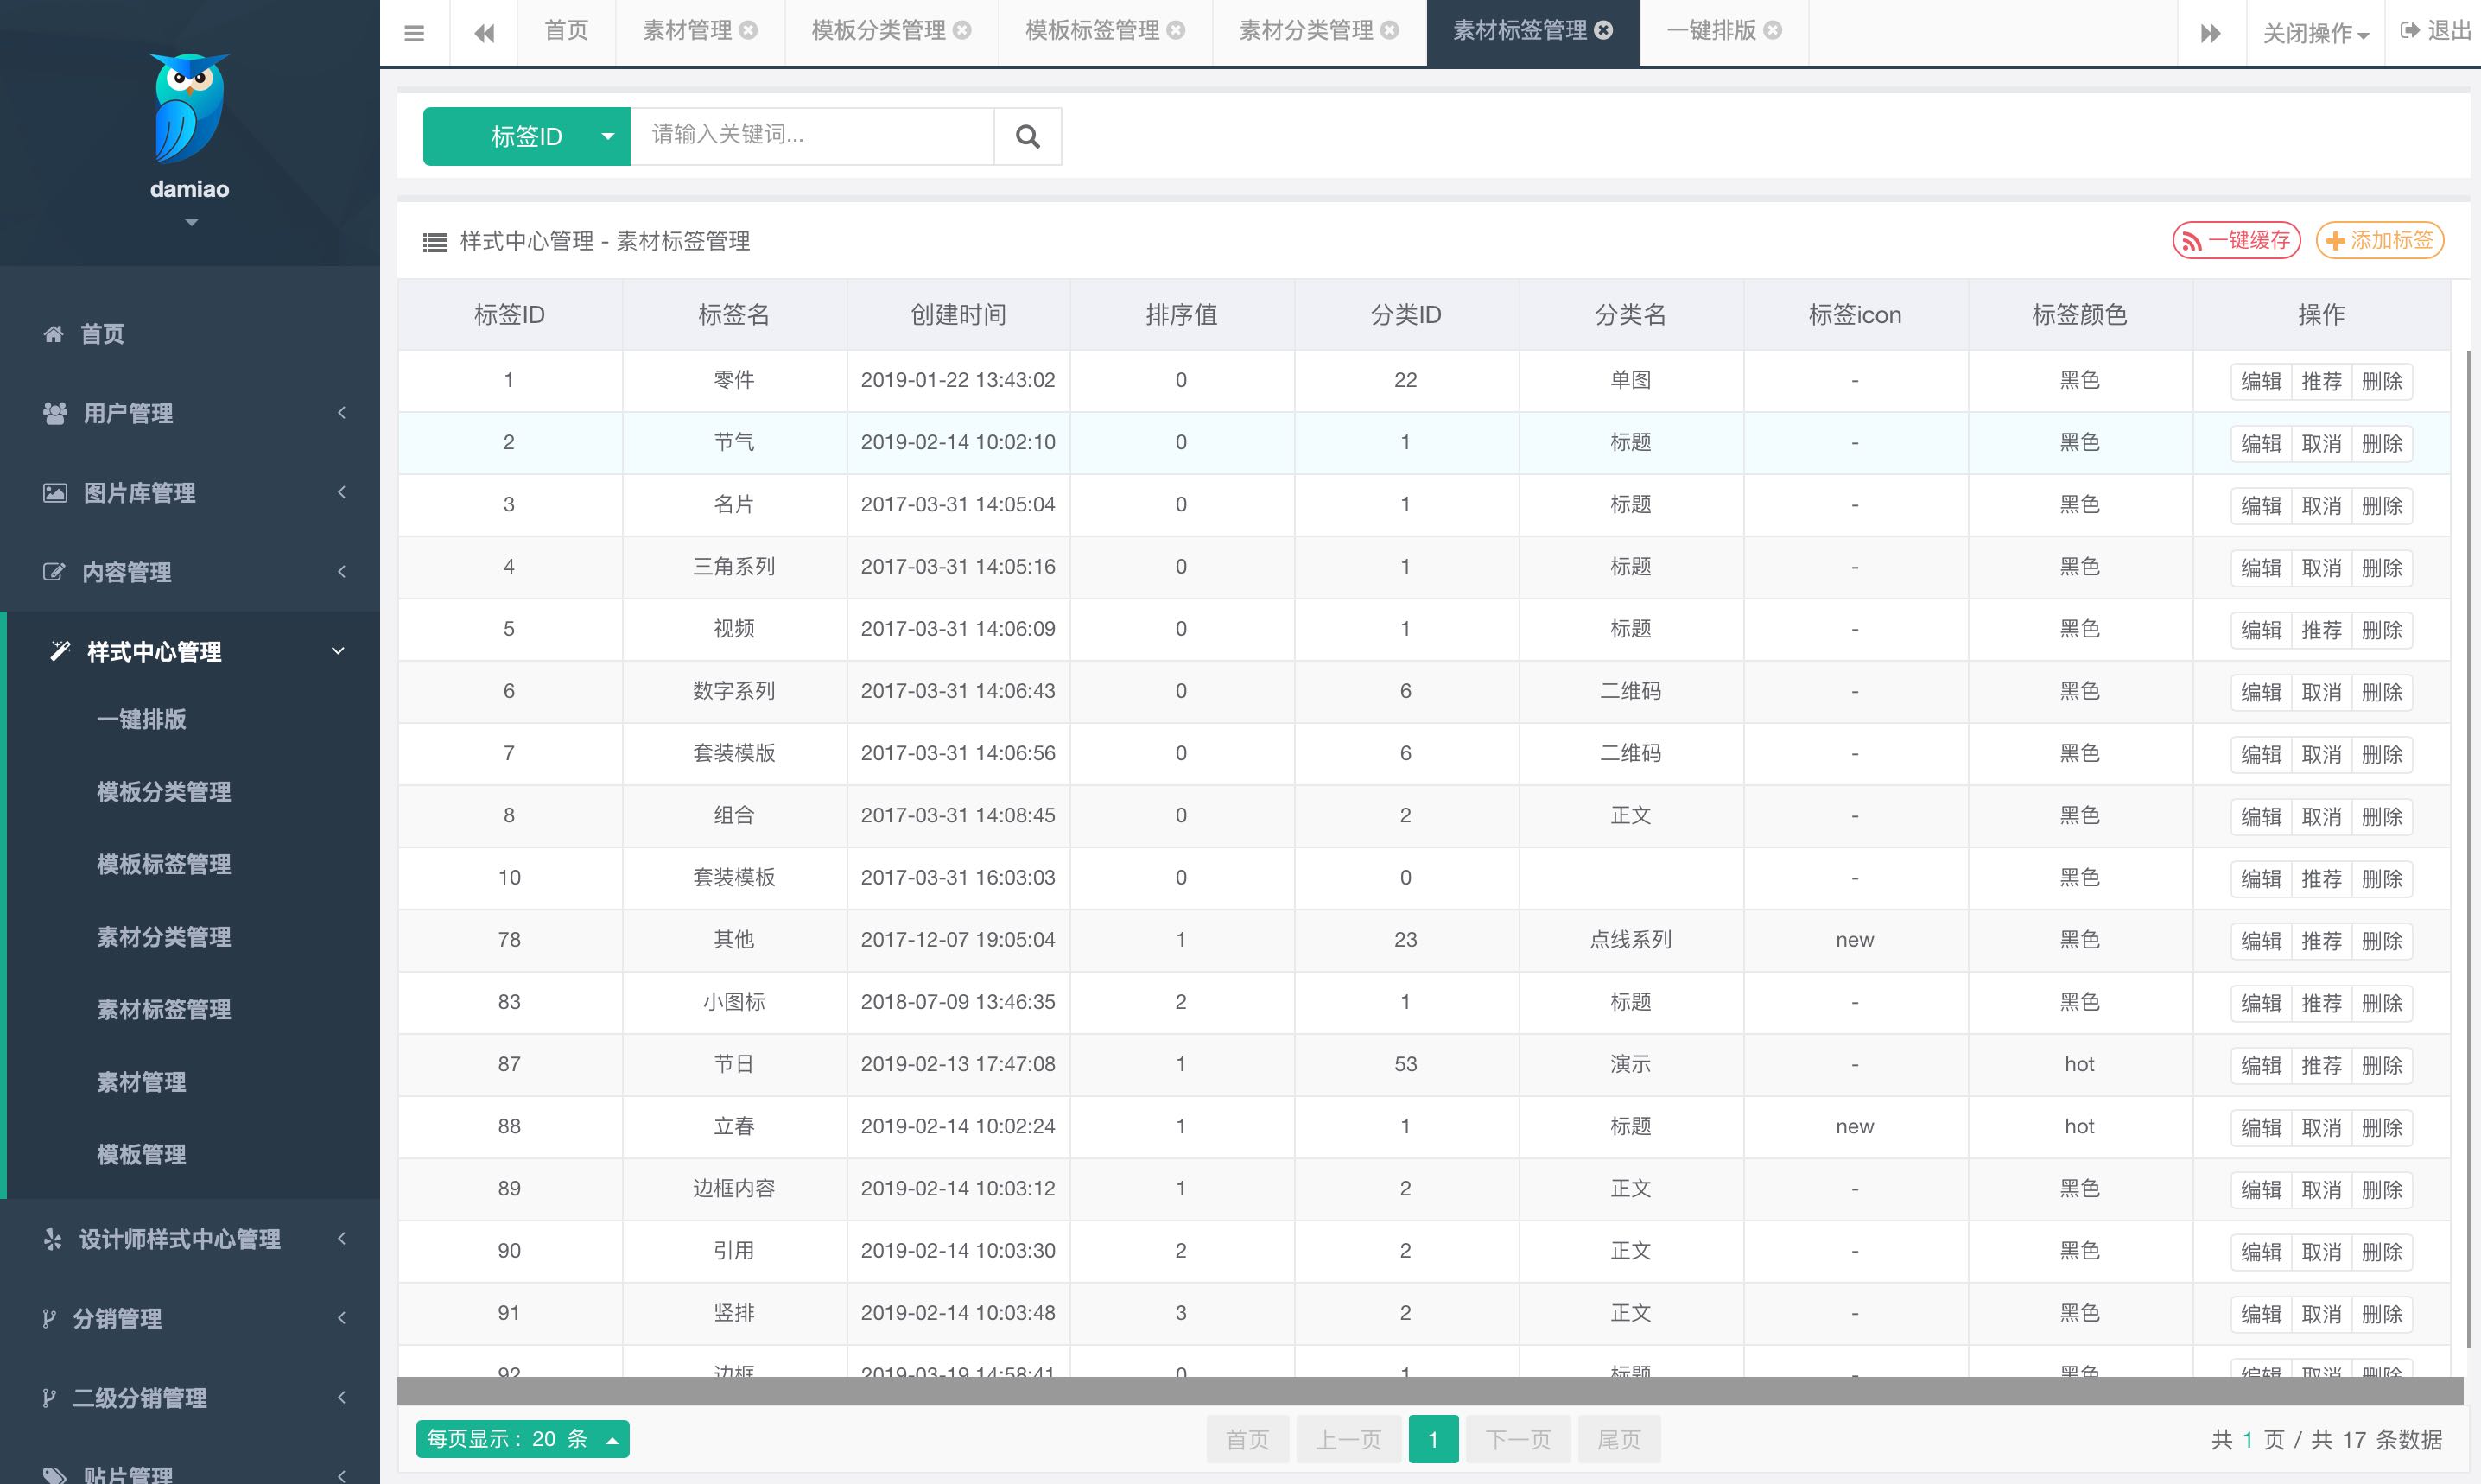 首页 素材管理 模板分类管理 模板标签管理 素材分类管理 素材标签管理 一键排版 关闭操作 退出
damiao
首页
用户管理
图片库管理
内容管理
样式中心管理
一键排版
模板分类管理
模板标签管理
素材分类管理
素材标签管理
素材管理
模板管理
设计师样式中心管理
分销管理
二级分销管理
贴片管理
标签ID 请输入关键词...
样式中心管理 - 素材标签管理 一键缓存 添加标签
标签ID 标签名 创建时间 排序值 分类ID 分类名 标签icon 标签颜色 操作
1 零件 2019-01-22 13:43:02 0 22 单图 - 黑色 编辑 推荐 删除
2 节气 2019-02-14 10:02:10 0 1 标题 - 黑色 编辑 取消 删除
3 名片 2017-03-31 14:05:04 0 1 标题 - 黑色 编辑 取消 删除
4 三角系列 2017-03-31 14:05:16 0 1 标题 - 黑色 编辑 取消 删除
5 视频 2017-03-31 14:06:09 0 1 标题 - 黑色 编辑 推荐 删除
6 数字系列 2017-03-31 14:06:43 0 6 二维码 - 黑色 编辑 取消 删除
7 套装模版 2017-03-31 14:06:56 0 6 二维码 - 黑色 编辑 取消 删除
8 组合 2017-03-31 14:08:45 0 2 正文 - 黑色 编辑 取消 删除
10 套装模板 2017-03-31 16:03:03 0 0 - 黑色 编辑 推荐 删除
78 其他 2017-12-07 19:05:04 1 23 点线系列 new 黑色 编辑 推荐 删除
83 小图标 2018-07-09 13:46:35 2 1 标题 - 黑色 编辑 推荐 删除
87 节日 2019-02-13 17:47:08 1 53 演示 - hot 编辑 推荐 删除
88 立春 2019-02-14 10:02:24 1 1 标题 new hot 编辑 取消 删除
89 边框内容 2019-02-14 10:03:12 1 2 正文 - 黑色 编辑 取消 删除
90 引用 2019-02-14 10:03:30 2 2 正文 - 黑色 编辑 取消 删除
91 竖排 2019-02-14 10:03:48 3 2 正文 - 黑色 编辑 取消 删除
92 边框 2019-03-19 14:58:41 0 1 标题 - 黑色 编辑 取消 删除
每页显示 : 20 条 首页 上一页 1 下一页 尾页 共 1 页 / 共 17 条数据